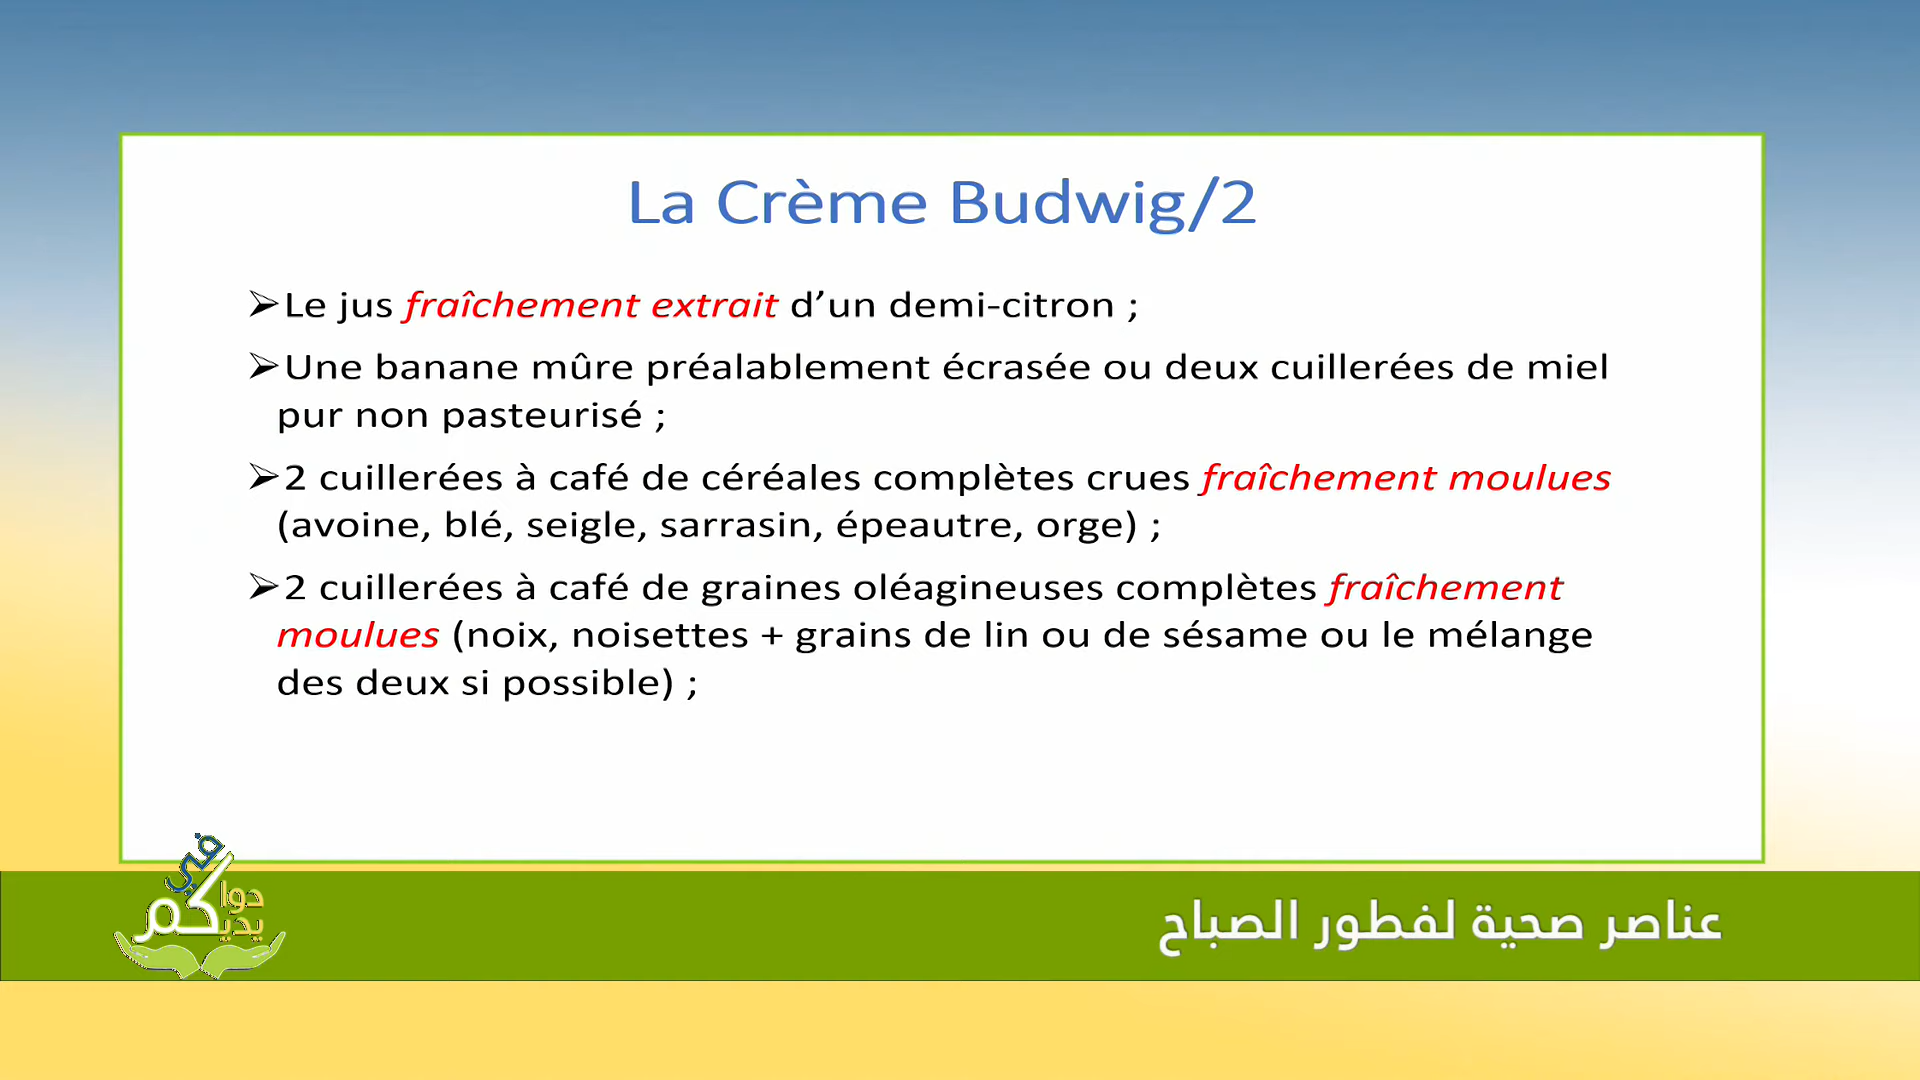 La Crème Budwig/2
➢Le jus fraîchement extrait d’un demi-citron ;
➢Une banane mûre préalablement écrasée ou deux cuillerées de miel
pur non pasteurisé ;
➢2 cuillerées à café de céréales complètes crues fraîchement moulues
(avoine, blé, seigle, sarrasin, épeautre, orge) ;
➢2 cuillerées à café de graines oléagineuses complètes fraîchement
moulues (noix, noisettes + grains de lin ou de sésame ou le mélange
des deux si possible) ;
في
دوا
يديكم
عناصر صحية لفطور الصباح